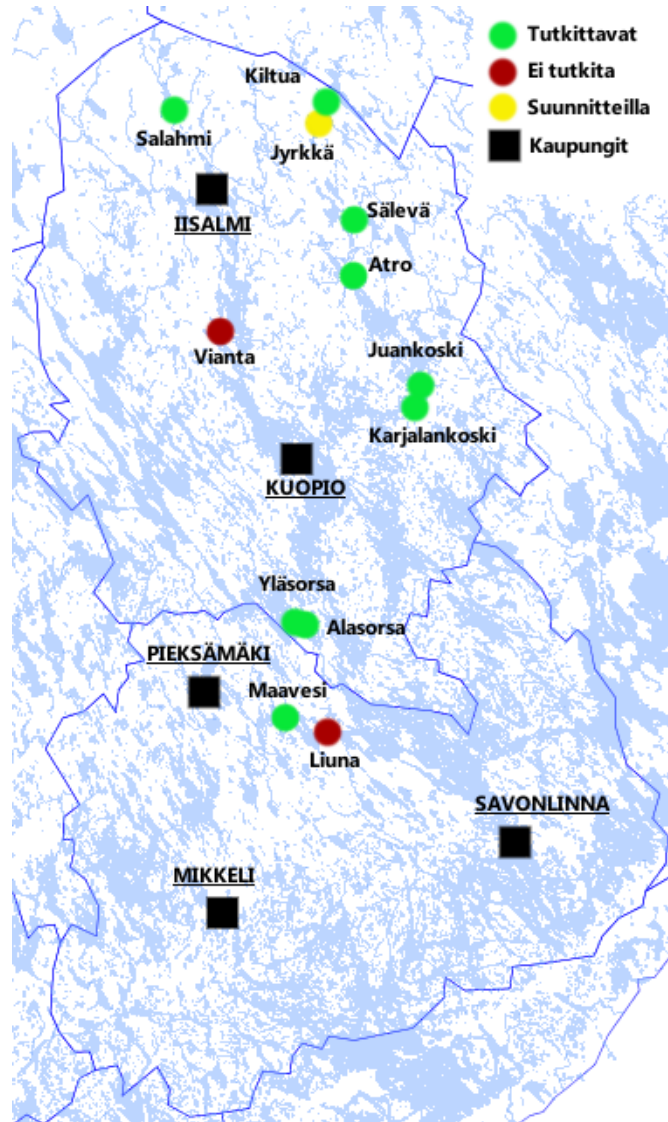 Tutkittavat
Ei tutkita
Suunnitteilla
Kaupungit
Kiltua
Salahmi
Jyrkkä
IISALMI
Sälevä
Atro
Juankoski
Vianta
Karjalankoski
KUOPIO
Yläsorsa
Alasorsa
PIEKSÄMÄKI
Maavesi
Liuna
SAVONLINNA
MIKKELI